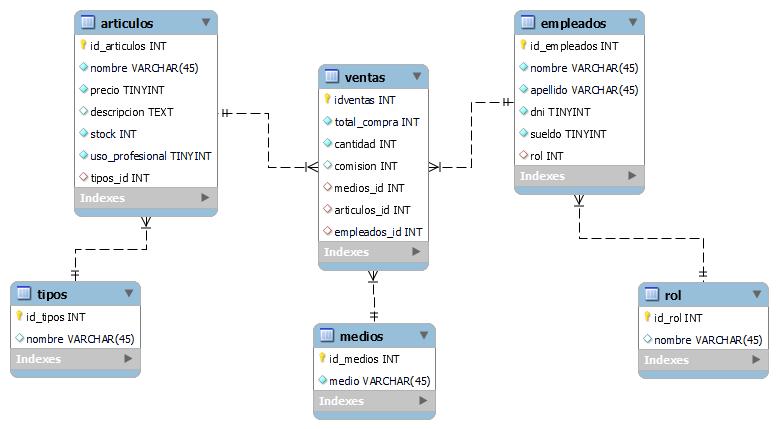 articulos
id_articulos INT
nombre VARCHAR(45)
precio TINYINT
descripcion TEXT
stock INT
uso_profesional TINYINT
tipos_id INT
Indexes
ventas
idventas INT
total_compra INT
cantidad INT
comision INT
medios_id INT
articulos_id INT
empleados_id INT
Indexes
empleados
id_empleados INT
nombre VARCHAR(45)
apellido VARCHAR(45)
dni TINYINT
sueldo TINYINT
rol INT
Indexes
tipos
id_tipos INT
nombre VARCHAR(45)
Indexes
medios
id_medios INT
medio VARCHAR(45)
Indexes
rol
id_rol INT
nombre VARCHAR(45)
Indexes